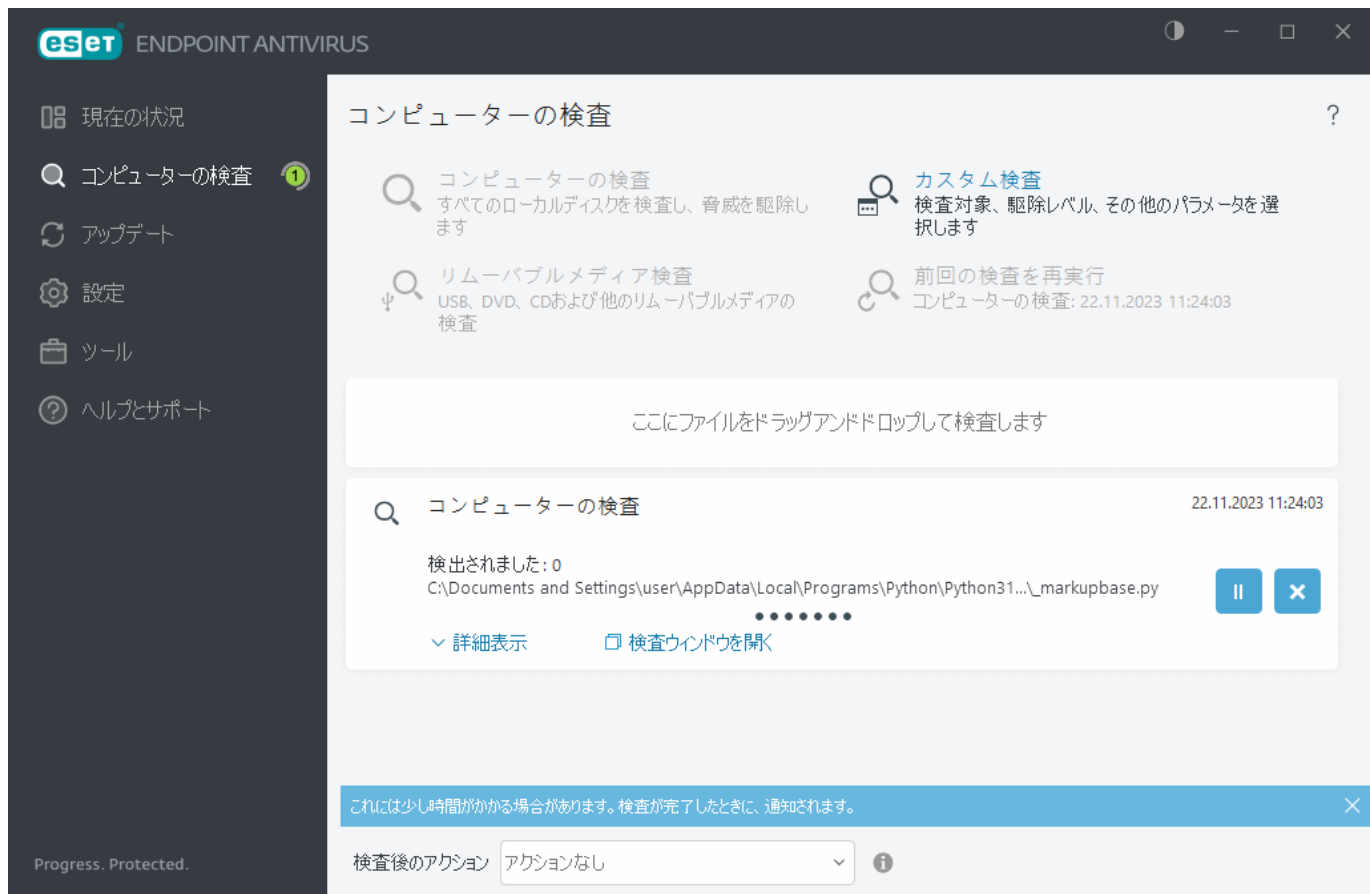 eset ENDPOINT ANTIVIRUS
現在の状況
コンピューターの検査 1
アップデート
設定
ツール
ヘルプとサポート
Progress. Protected.
コンピューターの検査 ?
コンピューターの検査
すべてのローカルディスクを検査し、脅威を駆除し
ます
カスタム検査
検査対象、駆除レベル、その他のパラメータを選
択します
リムーバブルメディア検査
USB、DVD、CDおよび他のリムーバブルメディアの
検査
前回の検査を再実行
コンピューターの検査: 22.11.2023 11:24:03
ここにファイルをドラッグアンドドロップして検査します
コンピューターの検査 22.11.2023 11:24:03
検出されました: 0
C:\Documents and Settings\user\AppData\Local\Programs\Python\Python31...\_markupbase.py
詳細表示 検査ウィンドウを開く
これには少し時間がかかる場合があります。検査が完了したときに、通知されます。
検査後のアクション アクションなし